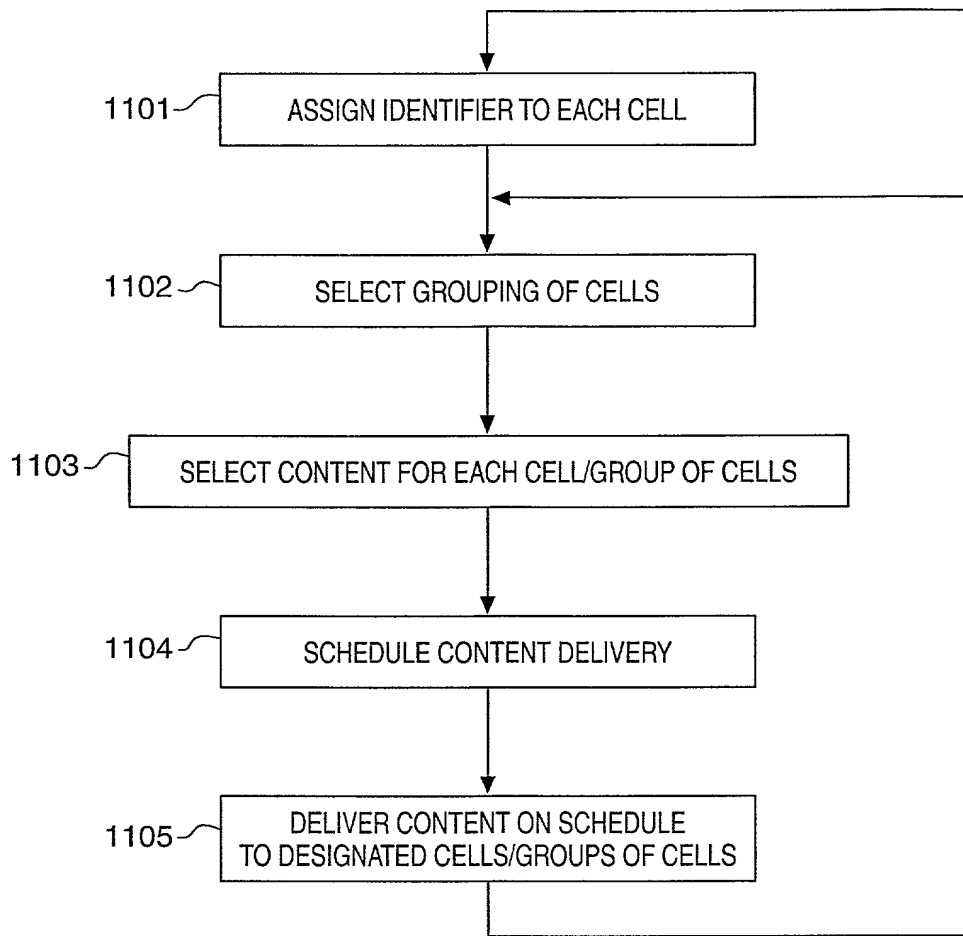 1101
ASSIGN IDENTIFIER TO EACH CELL
1102
SELECT GROUPING OF CELLS
1103
SELECT CONTENT FOR EACH CELL/GROUP OF CELLS
1104
SCHEDULE CONTENT DELIVERY
1105
DELIVER CONTENT ON SCHEDULE
TO DESIGNATED CELLS/GROUPS OF CELLS